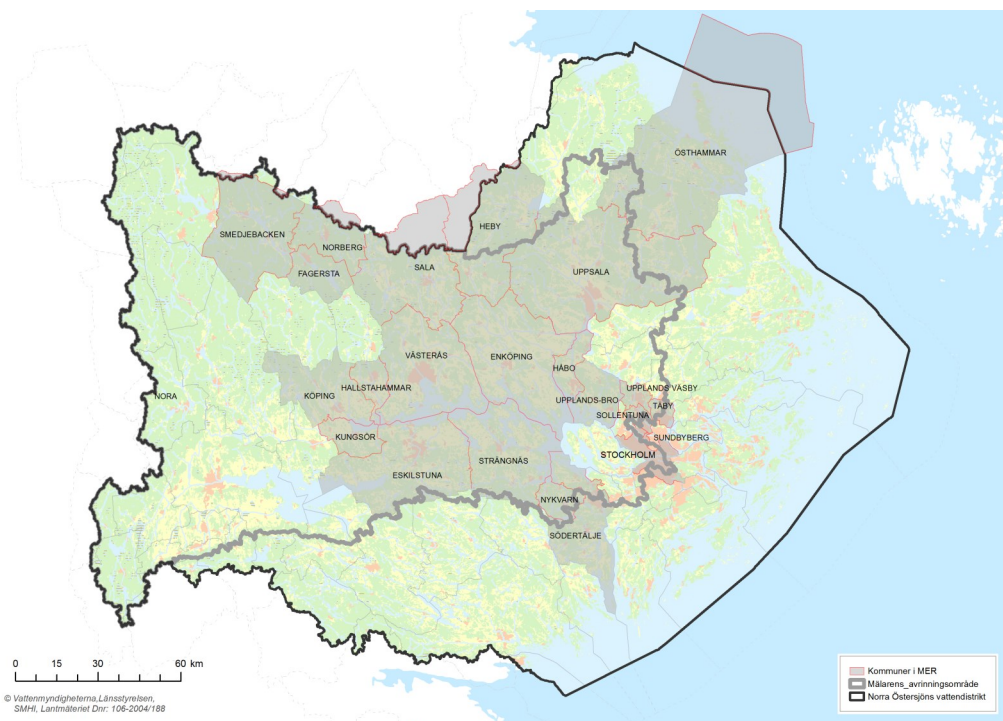 ÖSTHAMMAR
HEBY
SMEDJEBACKEN
NORBERG
SALA
FAGERSTA
UPPSALA
VÄSTERÅS
ENKÖPING
HÅBO
HALLSTAHAMMAR
KÖPING
NORA
UPPLANDS-BRO
UPPLANDS VÄSBY
TÄBY
SOLLENTUNA
KUNGSÖR
SUNDBYBERG
STOCKHOLM
STRÄNGNÄS
ESKILSTUNA
NYKVARN
SÖDERTÄLJE
0 15 30 60 km
Kommuner i MER
Mälarens_avrinningsområde
Norra Östersjöns vattendistrikt
© Vattenmyndigheterna,Länsstyrelsen,
SMHI, Lantmäteriet Dnr: 106-2004/188